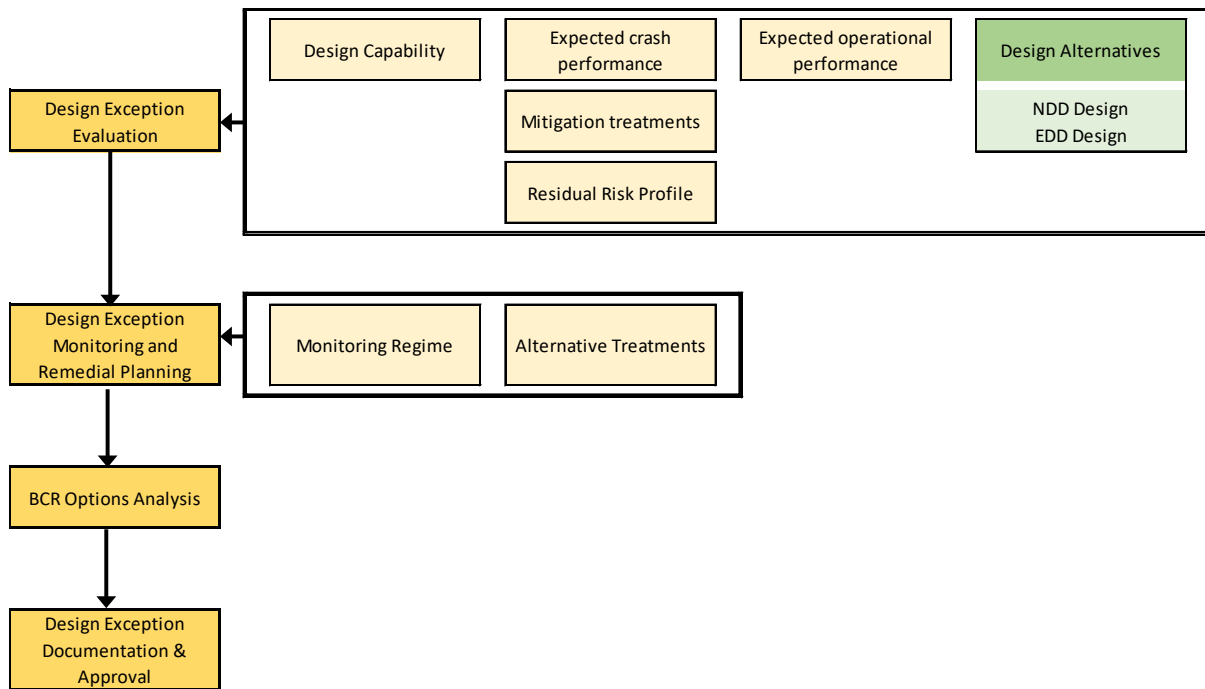 Design Capability
Expected crash
performance
Expected operational
performance
Design Alternatives
Design Exception
Evaluation
Mitigation treatments
NDD Design
EDD Design
Residual Risk Profile
Design Exception
Monitoring and
Remedial Planning
Monitoring Regime
Alternative Treatments
BCR Options Analysis
Design Exception
Documentation &
Approval